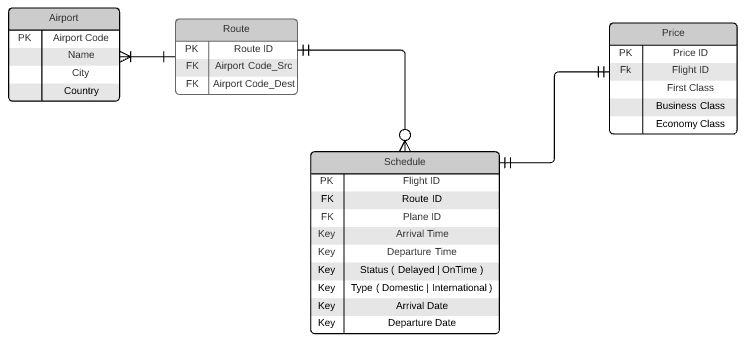 Airport
PK Airport Code
Name
City
Country
Route
PK Route ID
FK Airport Code_Src
FK Airport Code_Dest
Price
PK Price ID
Fk Flight ID
First Class
Business Class
Economy Class
Schedule
PK Flight ID
FK Route ID
FK Plane ID
Key Arrival Time
Key Departure Time
Key Status ( Delayed | OnTime )
Key Type ( Domestic | International )
Key Arrival Date
Key Departure Date